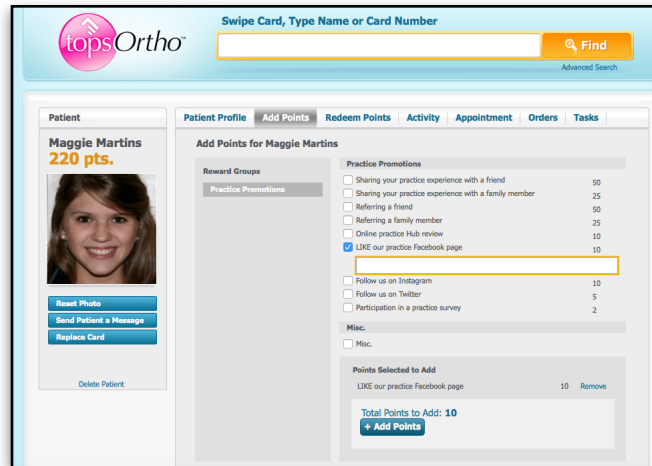 topsOrtho™
Swipe Card, Type Name or Card Number
Find
Advanced Search
Patient
Maggie Martins
220 pts.
Reset Photo
Send Patient a Message
Replace Card
Delete Patient
Patient Profile Add Points Redeem Points Activity Appointment Orders Tasks
Add Points for Maggie Martins
Reward Groups
Practice Promotions
Practice Promotions
Sharing your practice experience with a friend 50
Sharing your practice experience with a family member 25
Referring a friend 50
Referring a family member 25
Online practice Hub review 10
LIKE our practice Facebook page 10
Follow us on Instagram 10
Follow us on Twitter 5
Participation in a practice survey 2
Misc.
Misc.
Points Selected to Add
LIKE our practice Facebook page 10 Remove
Total Points to Add: 10
+ Add Points